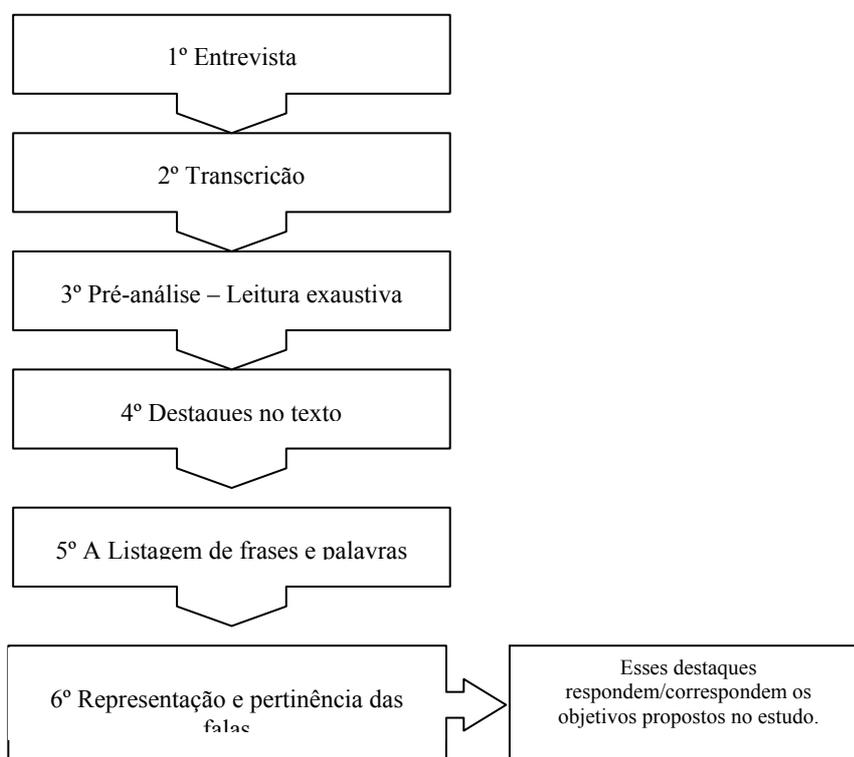 1º Entrevista
2º Transcrição
3º Pré-análise – Leitura exaustiva
4º Destaques no texto
5º A Listagem de frases e palavras
6º Representação e pertinência das
falas
Esses destaques
respondem/correspondem os
objetivos propostos no estudo.